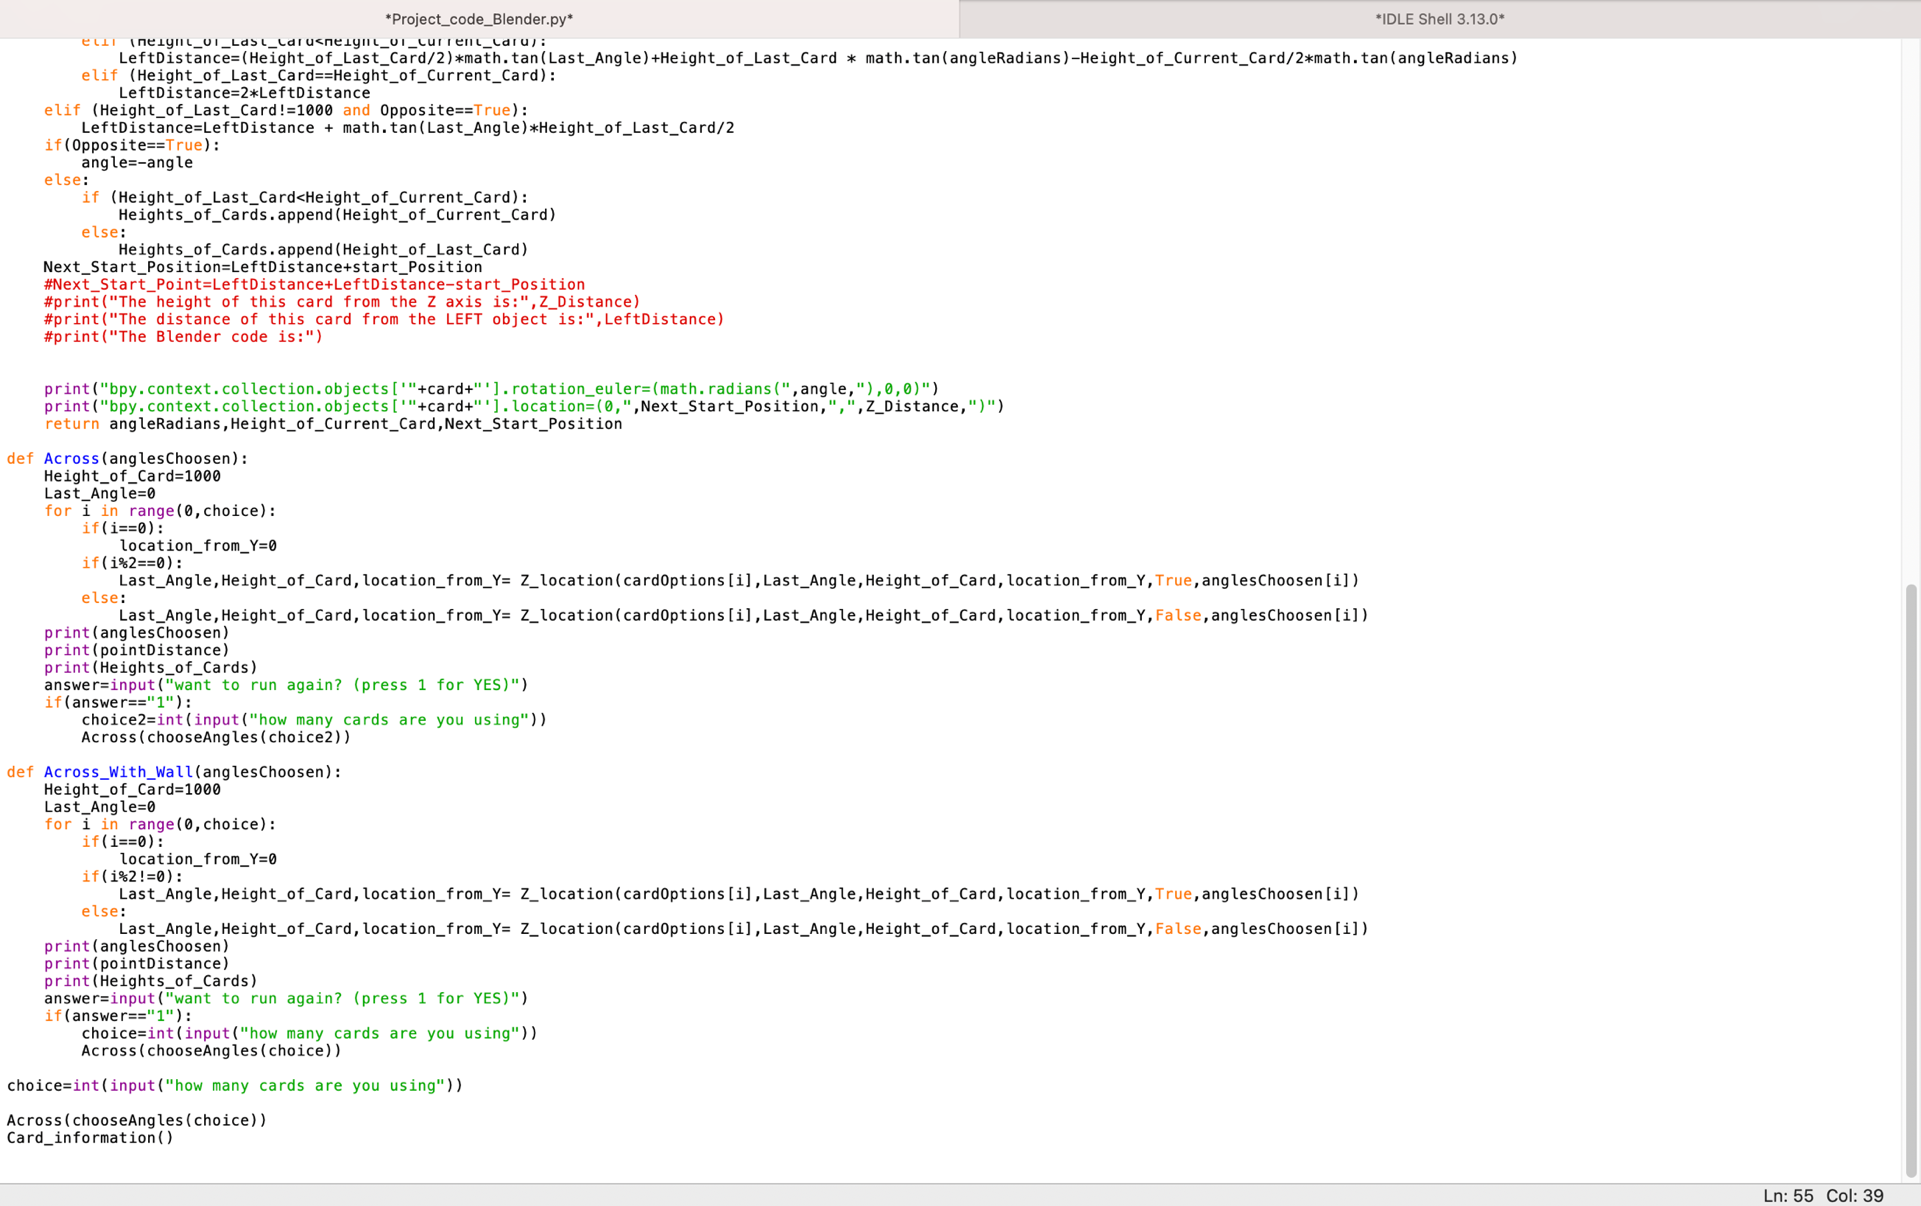 *Project_code_Blender.py*
*IDLE Shell 3.13.0*
        elif (Height_of_Last_Card<Height_of_Current_Card):
            LeftDistance=(Height_of_Last_Card/2)*math.tan(Last_Angle)+Height_of_Last_Card * math.tan(angleRadians)-Height_of_Current_Card/2*math.tan(angleRadians)
        elif (Height_of_Last_Card==Height_of_Current_Card):
            LeftDistance=2*LeftDistance
    elif (Height_of_Last_Card!=1000 and Opposite==True):
        LeftDistance=LeftDistance + math.tan(Last_Angle)*Height_of_Last_Card/2
    if(Opposite==True):
        angle=-angle
    else:
        if (Height_of_Last_Card<Height_of_Current_Card):
            Heights_of_Cards.append(Height_of_Current_Card)
        else:
            Heights_of_Cards.append(Height_of_Last_Card)
    Next_Start_Position=LeftDistance+start_Position
    #Next_Start_Point=LeftDistance+LeftDistance-start_Position
    #print("The height of this card from the Z axis is:",Z_Distance)
    #print("The distance of this card from the LEFT object is:",LeftDistance)
    #print("The Blender code is:")
    print("bpy.context.collection.objects['"+card+"'].rotation_euler=(math.radians(",angle,"),0,0)")
    print("bpy.context.collection.objects['"+card+"'].location=(0,",Next_Start_Position,",",Z_Distance,")")
    return angleRadians,Height_of_Current_Card,Next_Start_Position
def Across(anglesChoosen):
    Height_of_Card=1000
    Last_Angle=0
    for i in range(0,choice):
        if(i==0):
            location_from_Y=0
        if(i%2==0):
            Last_Angle,Height_of_Card,location_from_Y= Z_location(cardOptions[i],Last_Angle,Height_of_Card,location_from_Y,True,anglesChoosen[i])
        else:
            Last_Angle,Height_of_Card,location_from_Y= Z_location(cardOptions[i],Last_Angle,Height_of_Card,location_from_Y,False,anglesChoosen[i])
    print(anglesChoosen)
    print(pointDistance)
    print(Heights_of_Cards)
    answer=input("want to run again? (press 1 for YES)")
    if(answer=="1"):
        choice2=int(input("how many cards are you using"))
        Across(chooseAngles(choice2))
def Across_With_Wall(anglesChoosen):
    Height_of_Card=1000
    Last_Angle=0
    for i in range(0,choice):
        if(i==0):
            location_from_Y=0
        if(i%2!=0):
            Last_Angle,Height_of_Card,location_from_Y= Z_location(cardOptions[i],Last_Angle,Height_of_Card,location_from_Y,True,anglesChoosen[i])
        else:
            Last_Angle,Height_of_Card,location_from_Y= Z_location(cardOptions[i],Last_Angle,Height_of_Card,location_from_Y,False,anglesChoosen[i])
    print(anglesChoosen)
    print(pointDistance)
    print(Heights_of_Cards)
    answer=input("want to run again? (press 1 for YES)")
    if(answer=="1"):
        choice=int(input("how many cards are you using"))
        Across(chooseAngles(choice))
choice=int(input("how many cards are you using"))
Across(chooseAngles(choice))
Card_information()
Ln: 55 Col: 39